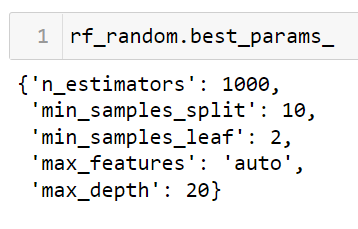 1 rf_random.best_params_
{'n_estimators': 1000,
 'min_samples_split': 10,
 'min_samples_leaf': 2,
 'max_features': 'auto',
 'max_depth': 20}